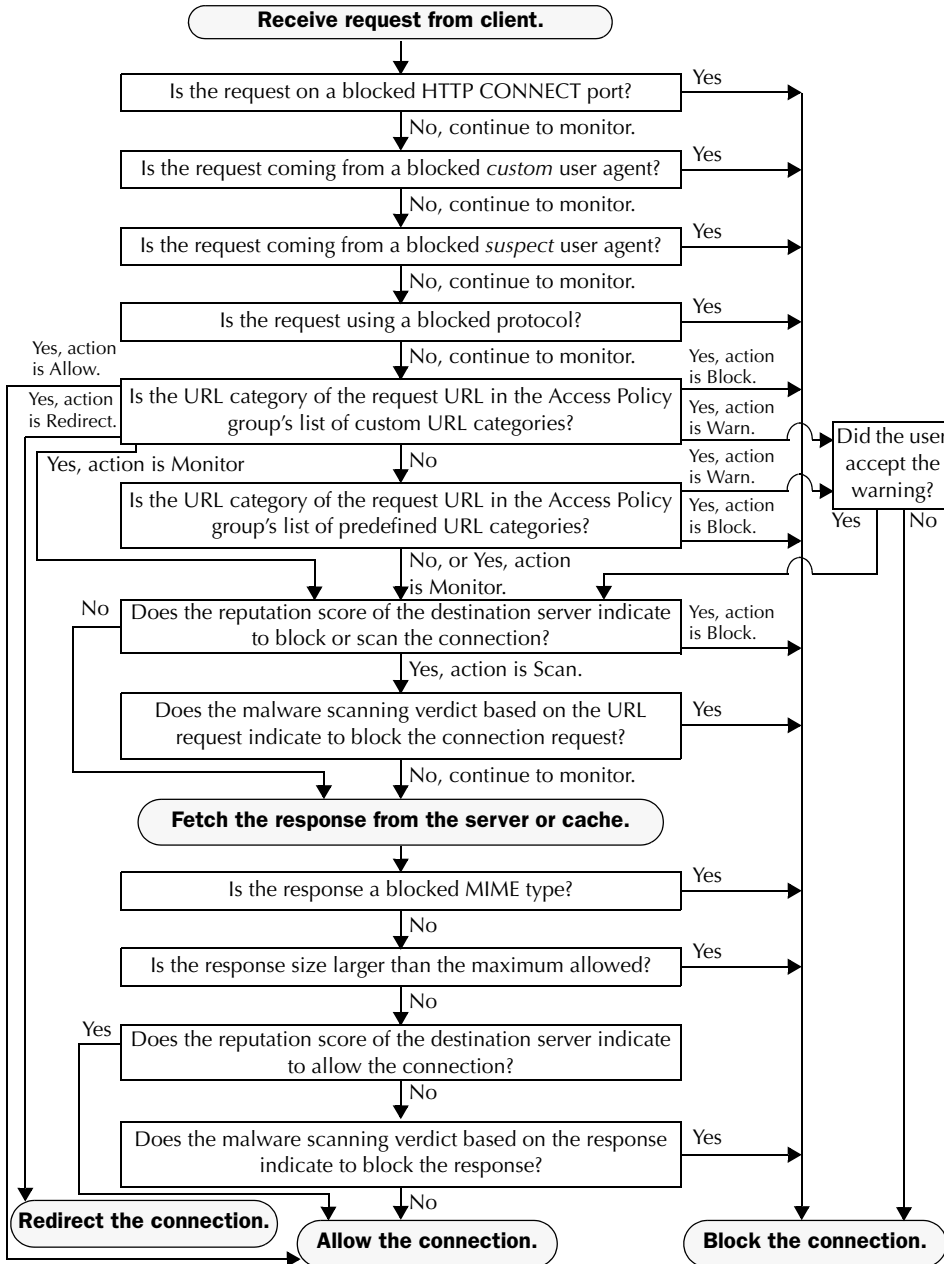 Receive request from client.
Is the request on a blocked HTTP CONNECT port?
Yes
No, continue to monitor.
Is the request coming from a blocked custom user agent?
Yes
No, continue to monitor.
Is the request coming from a blocked suspect user agent?
Yes
No, continue to monitor.
Is the request using a blocked protocol?
Yes
No, continue to monitor.
Yes, action
is Allow.
Yes, action
is Redirect.
Is the URL category of the request URL in the Access Policy
group's list of custom URL categories?
Yes, action
is Block.
Yes, action
is Warn.
Did the user
accept the
warning?
Yes, action is Monitor
No
Is the URL category of the request URL in the Access Policy
group's list of predefined URL categories?
Yes, action
is Warn.
Yes, action
is Block.
Yes
No
No, or Yes, action
is Monitor.
No
Does the reputation score of the destination server indicate
to block or scan the connection?
Yes, action
is Block.
Yes, action is Scan.
Does the malware scanning verdict based on the URL
request indicate to block the connection request?
Yes
No, continue to monitor.
Fetch the response from the server or cache.
Is the response a blocked MIME type?
Yes
No
Is the response size larger than the maximum allowed?
Yes
No
Yes
Does the reputation score of the destination server indicate
to allow the connection?
No
Does the malware scanning verdict based on the response
indicate to block the response?
Yes
No
Redirect the connection.
Allow the connection.
Block the connection.